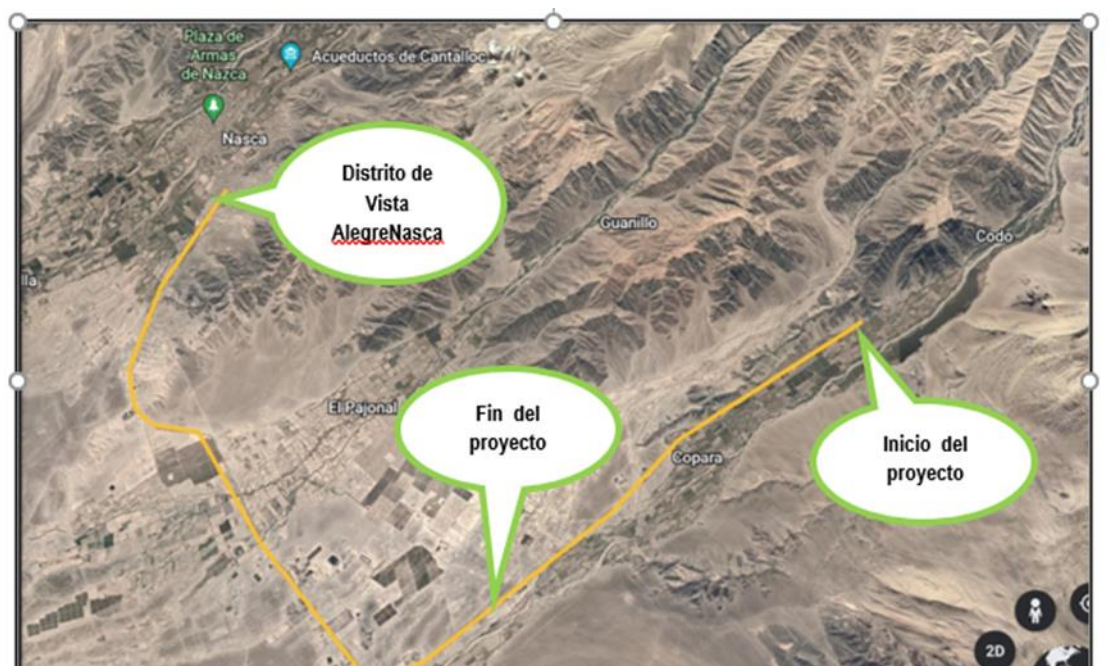 Plaza de
Armas
de Nazca
Acueductos de Cantalloc
Nasca
Distrito de
Vista
AlegreNasca
Guanillo
Codo
lla
El Pajonal
Fin del
proyecto
Copara
Inicio del
proyecto
2D